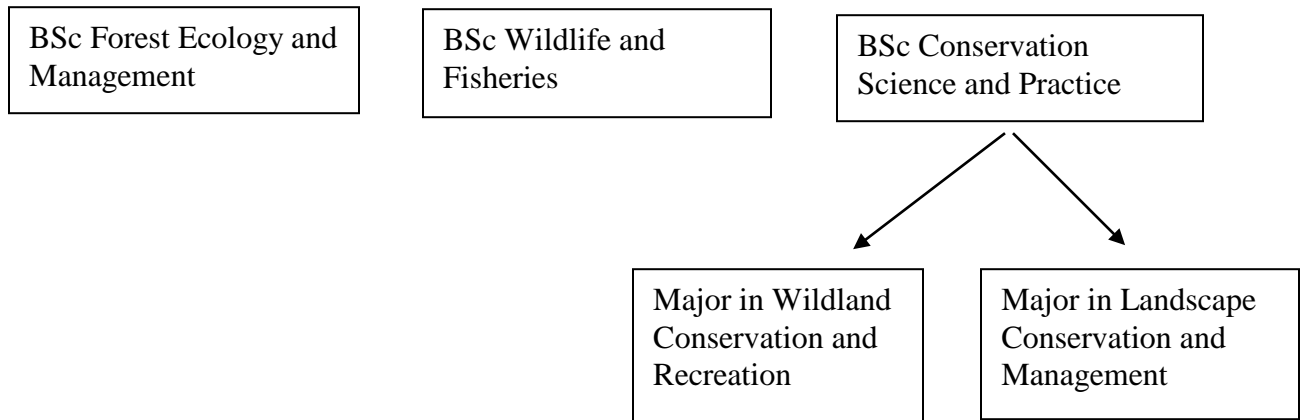 BSc Forest Ecology and
Management
BSc Wildlife and
Fisheries
BSc Conservation
Science and Practice
Major in Wildland
Conservation and
Recreation
Major in Landscape
Conservation and
Management